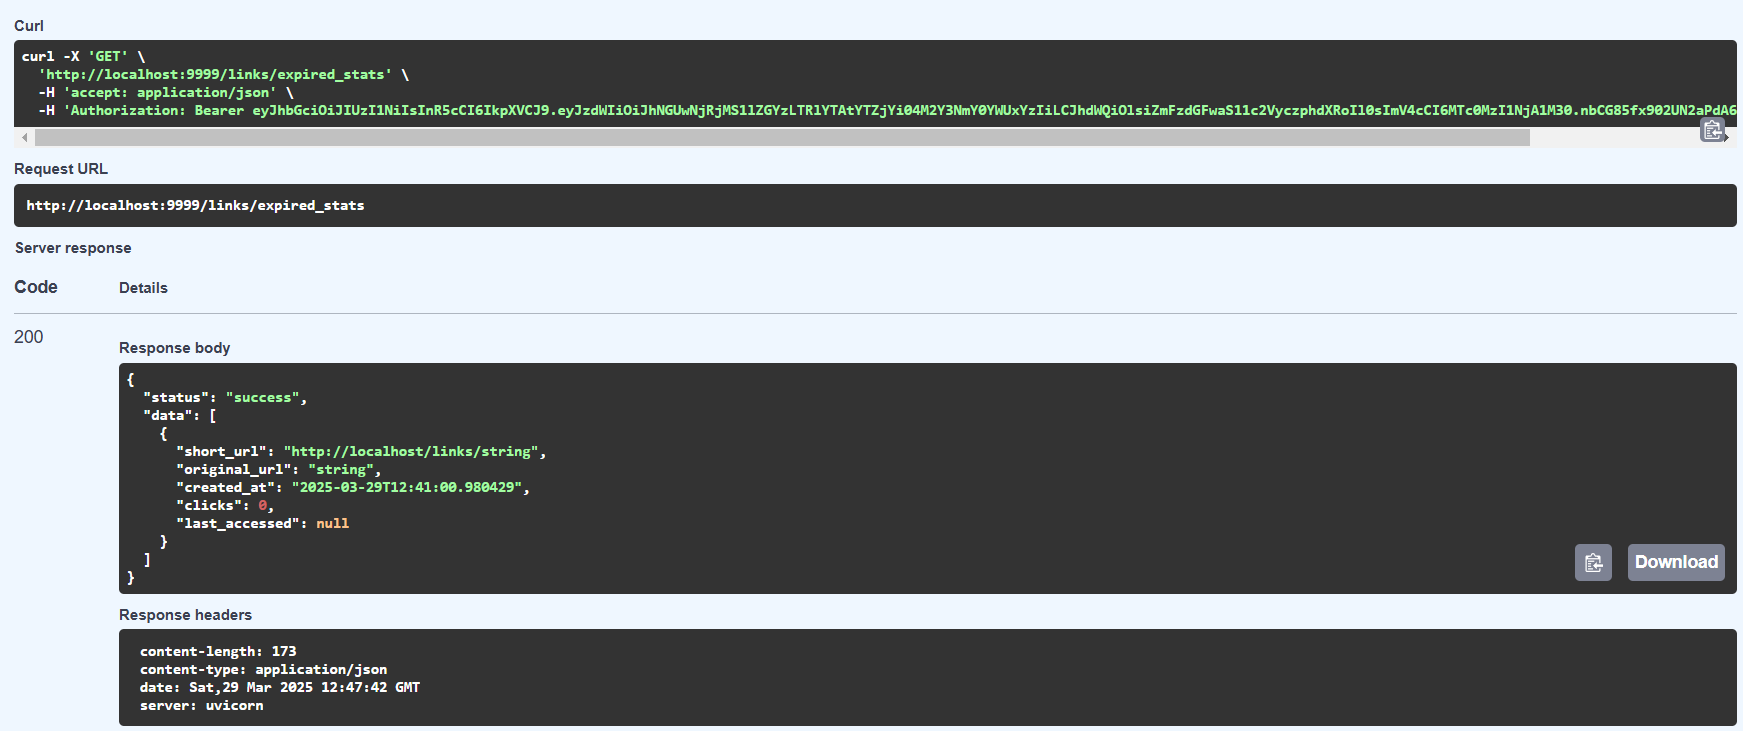 Curl
curl -X 'GET' \
'http://localhost:9999/links/expired_stats' \
-H 'accept: application/json' \
-H 'Authorization: Bearer
Request URL
http://localhost:9999/links/expired_stats
Server response
Code Details
200
Response body
{
"status": "success",
"data": [
{
"short_url": "http://localhost/links/string",
"original_url": "string",
"created_at": "2025-03-29T12:41:00.980429",
"clicks": 0,
"last_accessed": null
}
]
}
Download
Response headers
content-length: 173
content-type: application/json
date: Sat,29 Mar 2025 12:47:42 GMT
server: uvicorn